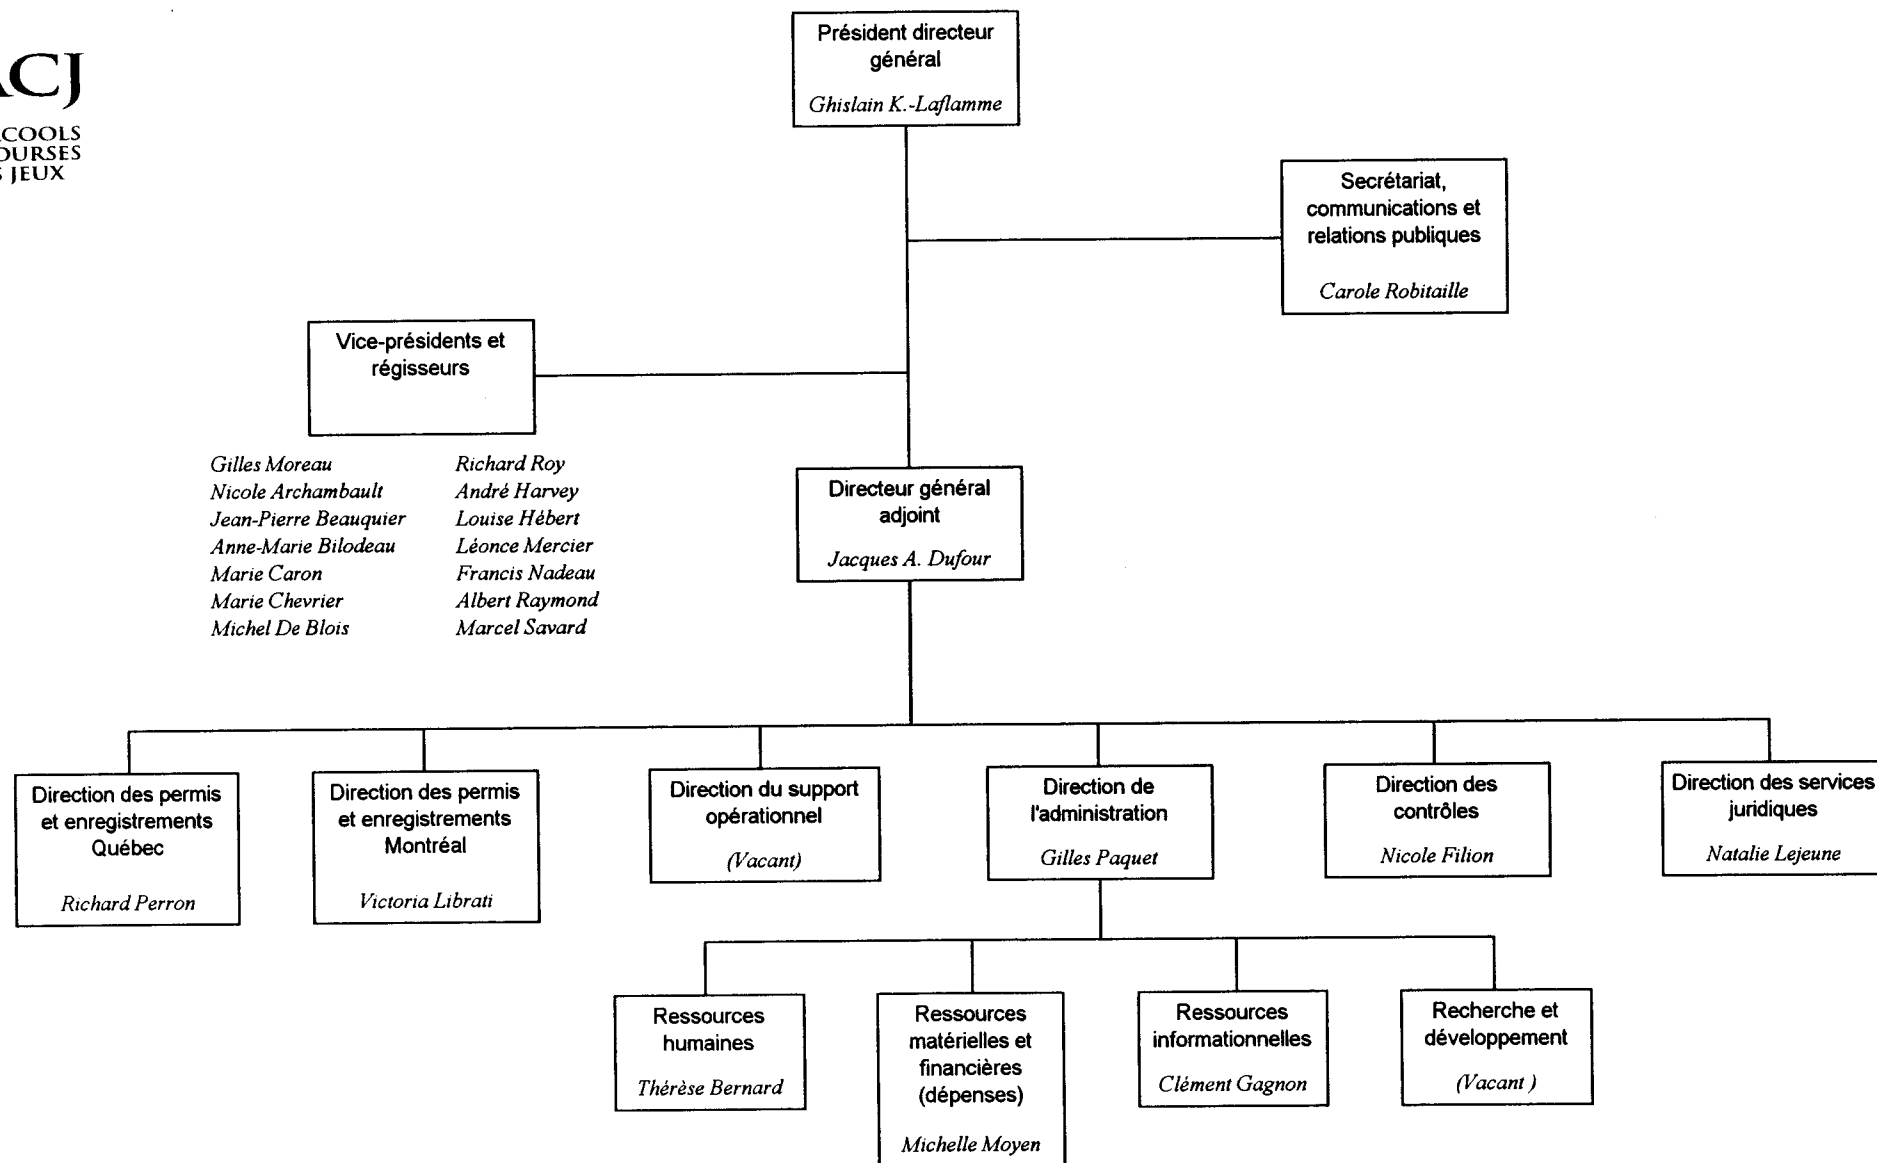 ACJ
COOLS
OURSES
S JEUX
Président directeur
général
Ghislain K.-Laflamme
Secrétariat,
communications et
relations publiques
Carole Robitaille
Vice-présidents et
régisseurs
Gilles Moreau
Nicole Archambault
Jean-Pierre Beauquier
Anne-Marie Bilodeau
Marie Caron
Marie Chevrier
Michel De Blois
Richard Roy
André Harvey
Louise Hébert
Léonce Mercier
Francis Nadeau
Albert Raymond
Marcel Savard
Directeur général
adjoint
Jacques A. Dufour
Direction des permis
et enregistrements
Québec
Richard Perron
Direction des permis
et enregistrements
Montréal
Victoria Librati
Direction du support
opérationnel
(Vacant)
Direction de
l'administration
Gilles Paquet
Direction des
contrôles
Nicole Filion
Direction des services
juridiques
Natalie Lejeune
Ressources
humaines
Thérèse Bernard
Ressources
matérielles et
financières
(dépenses)
Michelle Moyen
Ressources
informationnelles
Clément Gagnon
Recherche et
développement
(Vacant )